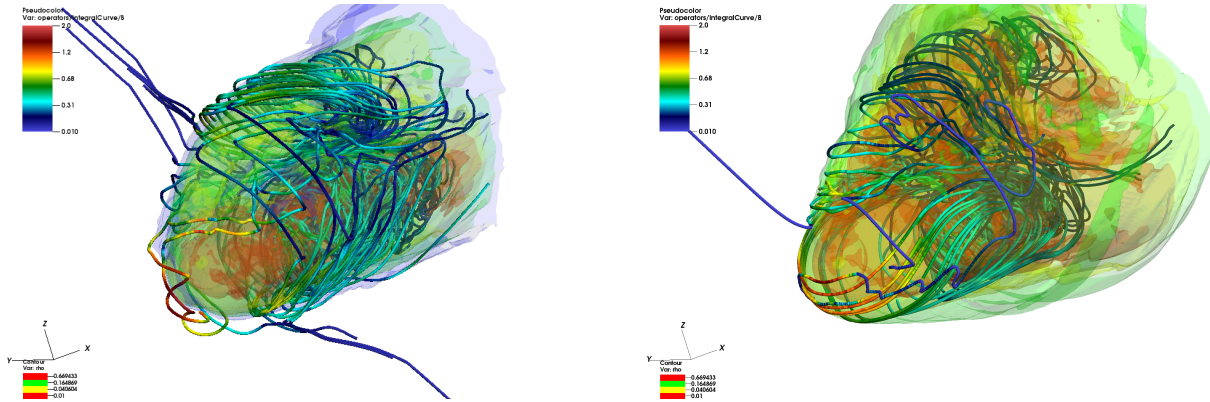 Pseudocolor
Var: operators/IntegralCurve/B
2.0
1.2
0.68
0.31
0.010
Z
Y
X
Contour
Var: rho
0.669433
0.164869
0.040604
0.01
Pseudocolor
Var: operators/IntegralCurve/B
2.0
1.2
0.68
0.31
0.010
Z
Y
X
Contour
Var: rho
0.669433
0.164869
0.040604
0.01